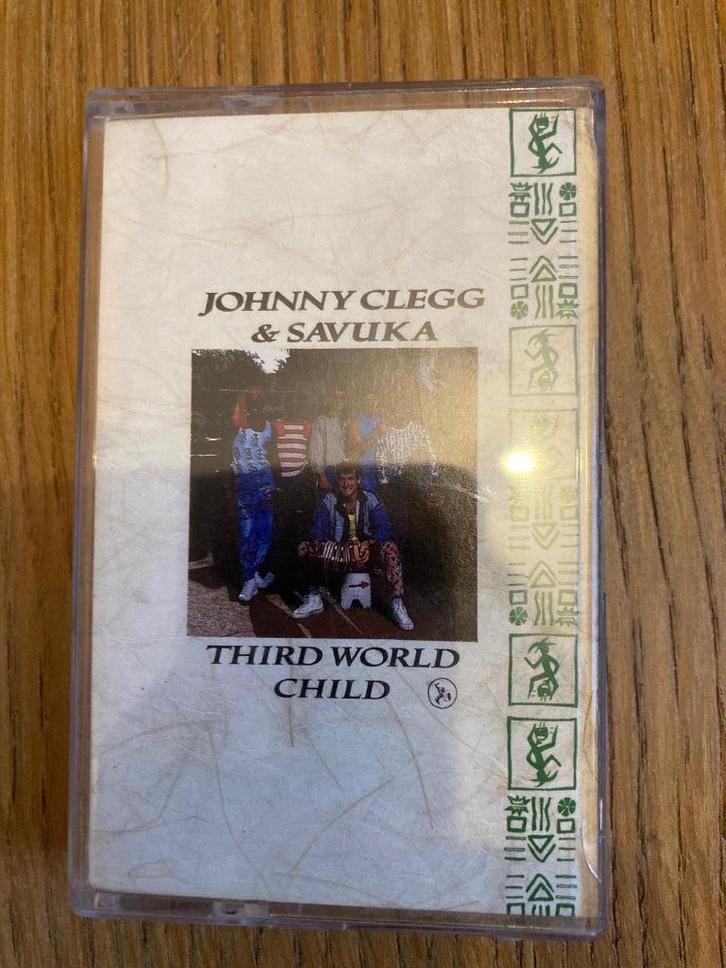 JOHNNY CLEGG
& SAVUKA
THIRD WORLD
CHILD